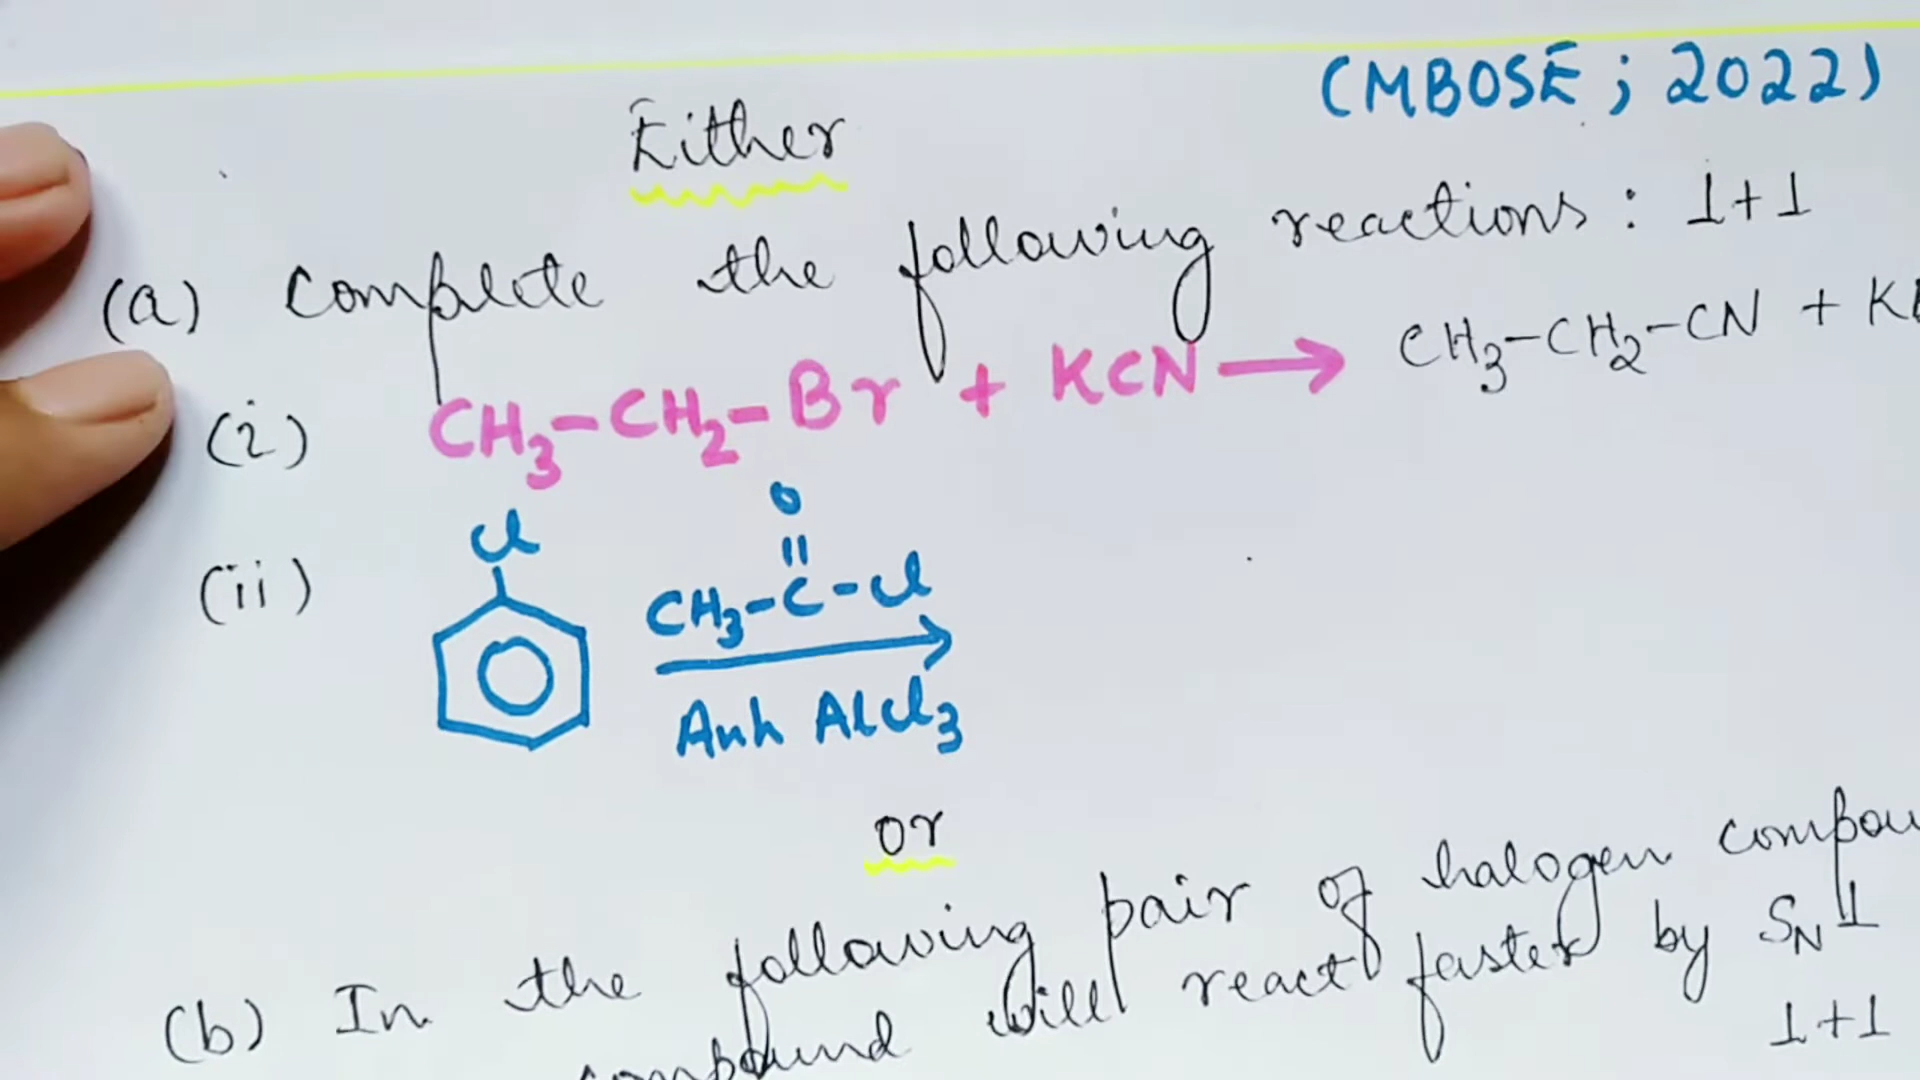 (MBOSE ; 2022)
Either
(a) Complete the following reactions : 1+1
(i) CH₃-CH₂-Br + KCN → CH₃-CH₂-CN +
(ii) Cl
O
||
CH₃-C-Cl
Anh AlCl₃
or
(b) In the following pair of halogen
compound will react faster by SN1
1+1